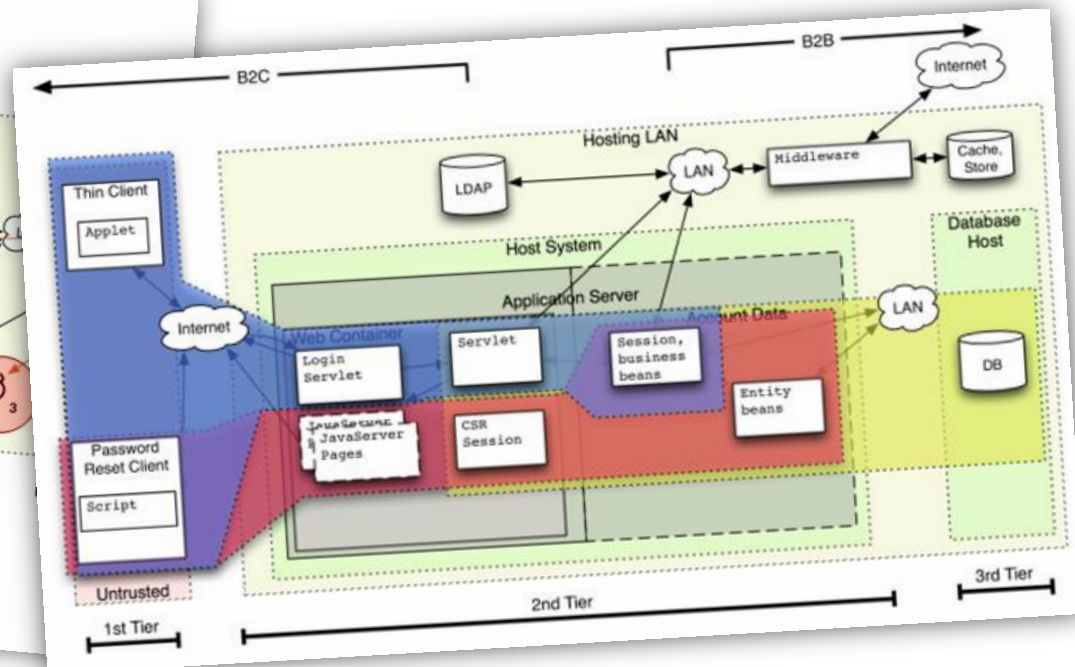 B2C
B2B
Internet
Hosting LAN
Thin Client
Applet
LDAP
LAN
Middleware
Cache,
Store
Host System
Database
Host
Application Server
Internet
Web Container
Account Data
LAN
Login
Servlet
Servlet
Session,
business
beans
DB
Entity
beans
Password
Reset Client
Script
JavaServer
JavaServer
Pages
CSR
Session
Untrusted
1st Tier
2nd Tier
3rd Tier
3